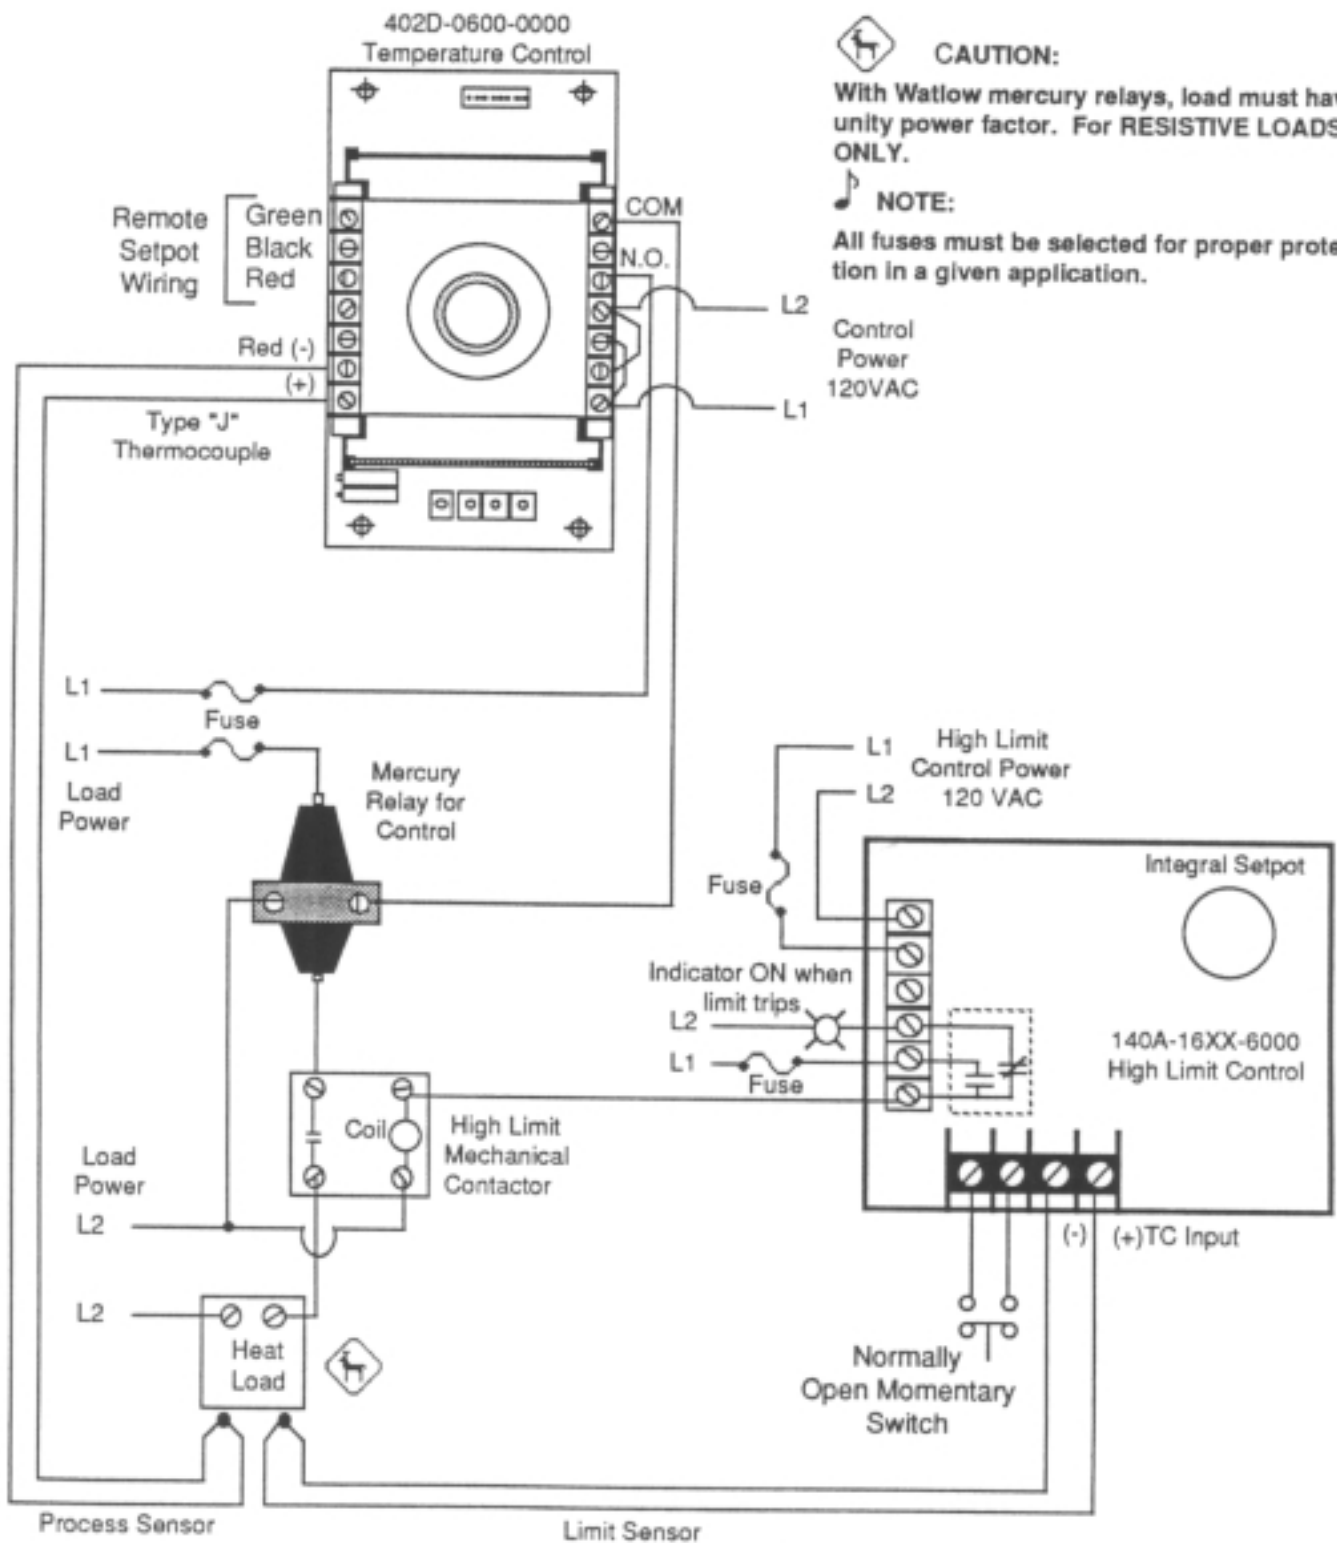 402D-0600-0000
Temperature Control
CAUTION:
With Watlow mercury relays, load must hav
unity power factor. For RESISTIVE LOADS
ONLY.
NOTE:
All fuses must be selected for proper prote
tion in a given application.
Remote
Setpot
Wiring
Green
Black
Red
COM
N.O.
L2
Control
Power
120VAC
L1
Red (-)
(+)
Type "J"
Thermocouple
L1
Fuse
L1
Load
Power
Mercury
Relay for
Control
L1
High Limit
Control Power
120 VAC
L2
Fuse
Integral Setpot
Indicator ON when
limit trips
L2
L1
Fuse
140A-16XX-6000
High Limit Control
Coil
High Limit
Mechanical
Contactor
Load
Power
L2
(-)
(+)TC Input
L2
Heat
Load
Normally
Open Momentary
Switch
Process Sensor
Limit Sensor